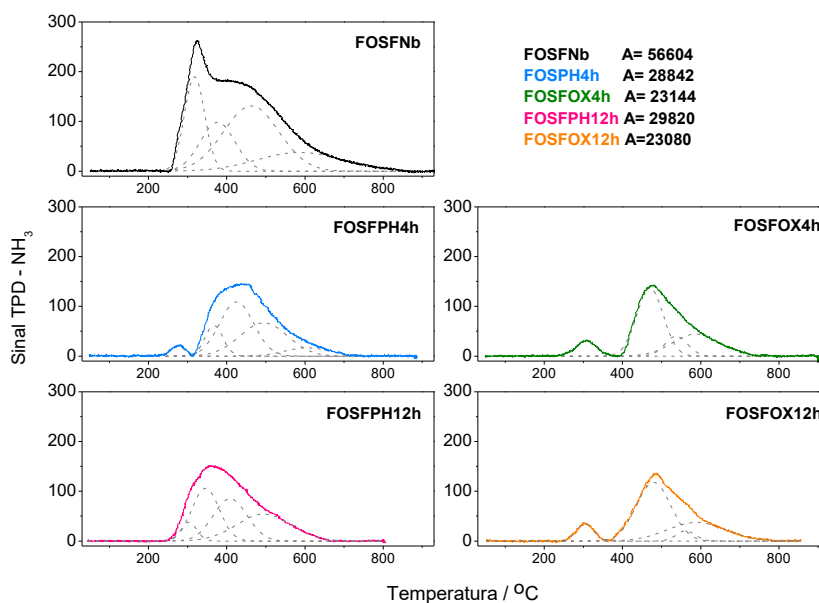 FOSFNb
FOSFNb A= 56604
FOSPH4h A= 28842
FOSFOX4h A= 23144
FOSFPH12h A= 29820
FOSFOX12h A=23080
300
200
100
0
200 400 600 800
Sinal TPD - NH3
FOSFPH4h
300
200
100
0
200 400 600 800
FOSFOX4h
300
200
100
0
200 400 600 800
FOSFPH12h
300
200
100
0
200 400 600 800
FOSFOX12h
300
200
100
0
200 400 600 800
Temperatura / ºC